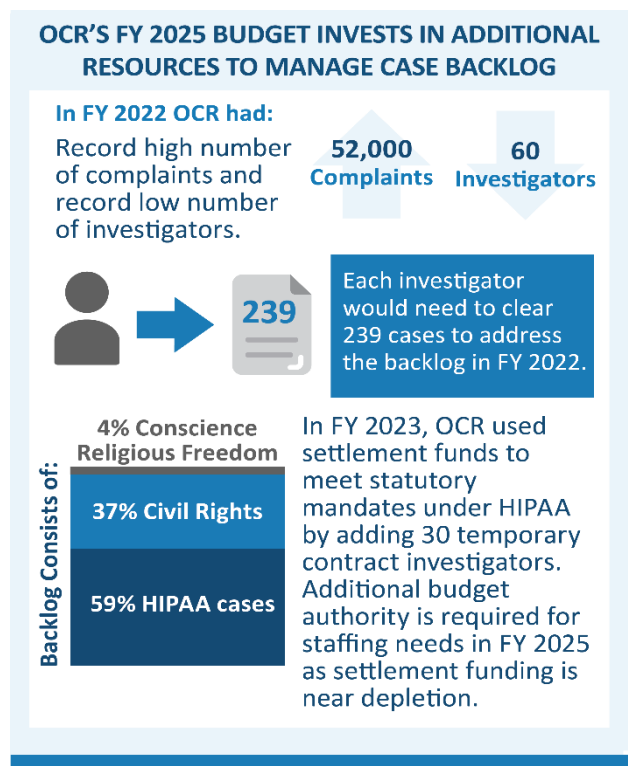 OCR'S FY 2025 BUDGET INVESTS IN ADDITIONAL
RESOURCES TO MANAGE CASE BACKLOG
In FY 2022 OCR had:
Record high number
of complaints and
record low number
of investigators.
52,000
Complaints
60
Investigators
239
Each investigator
would need to clear
239 cases to address
the backlog in FY 2022.
Backlog Consists of:
4% Conscience
Religious Freedom
37% Civil Rights
59% HIPAA cases
In FY 2023, OCR used
settlement funds to
meet statutory
mandates under HIPAA
by adding 30 temporary
contract investigators.
Additional budget
authority is required for
staffing needs in FY 2025
as settlement funding is
near depletion.